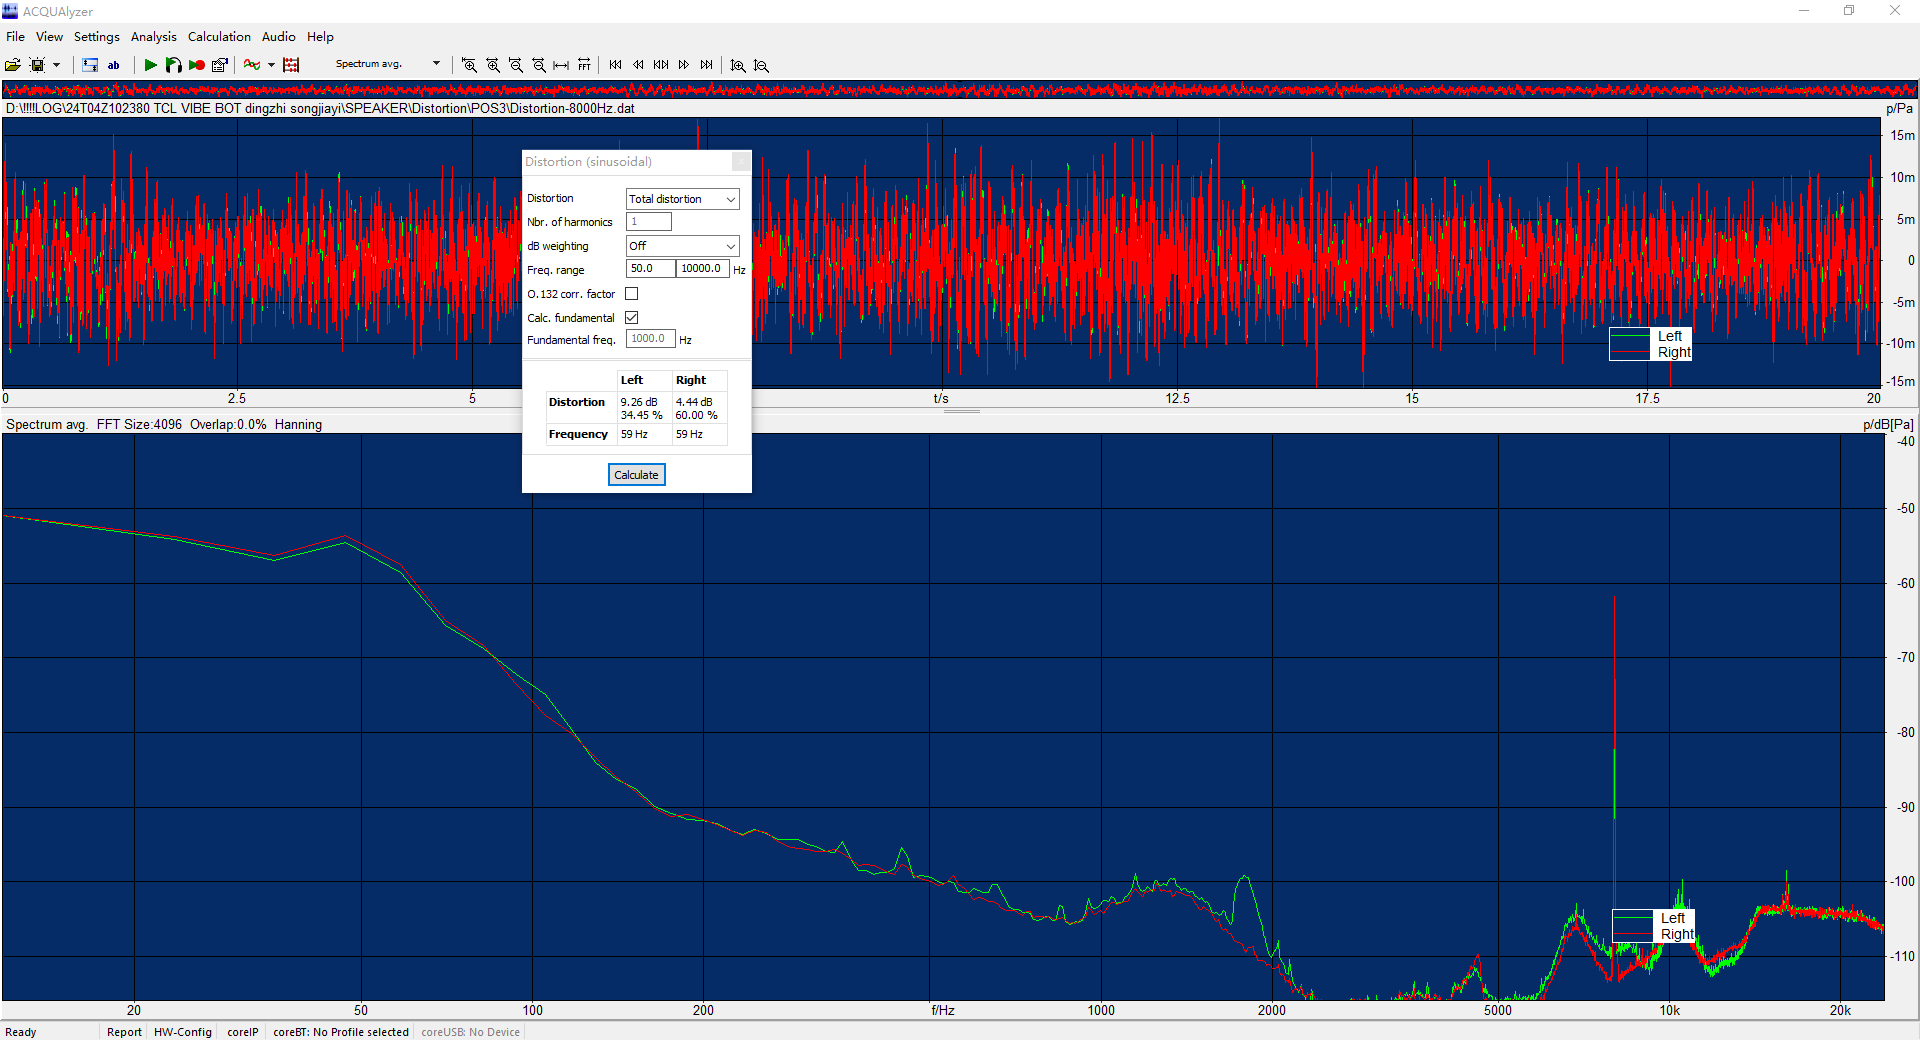 ACQUAlyzer
File View Settings Analysis Calculation Audio Help
ab Spectrum avg. FFT
D:\!!!!LOG\24T04Z102380 TCL VIBE BOT dingzhi songjiayi\SPEAKER\Distortion\POS3\Distortion-8000Hz.dat p/Pa
15m
10m
5m
0
-5m
-10m
-15m
Left
Right
0 2.5 5 t/s 12.5 15 17.5 20
Distortion (sinusoidal)
Distortion Total distortion
Nbr. of harmonics 1
dB weighting Off
Freq. range 50.0 10000.0 Hz
O.132 corr. factor
Calc. fundamental
Fundamental freq. 1000.0 Hz
Left Right
Distortion 9.26 dB 4.44 dB
34.45 % 60.00 %
Frequency 59 Hz 59 Hz
Calculate
Spectrum avg. FFT Size:4096 Overlap:0.0% Hanning p/dB[Pa]
-40
-50
-60
-70
-80
-90
-100
-110
Left
Right
20 50 100 200 f/Hz 1000 2000 5000 10k 20k
Ready Report HW-Config coreIP coreBT: No Profile selected coreUSB: No Device